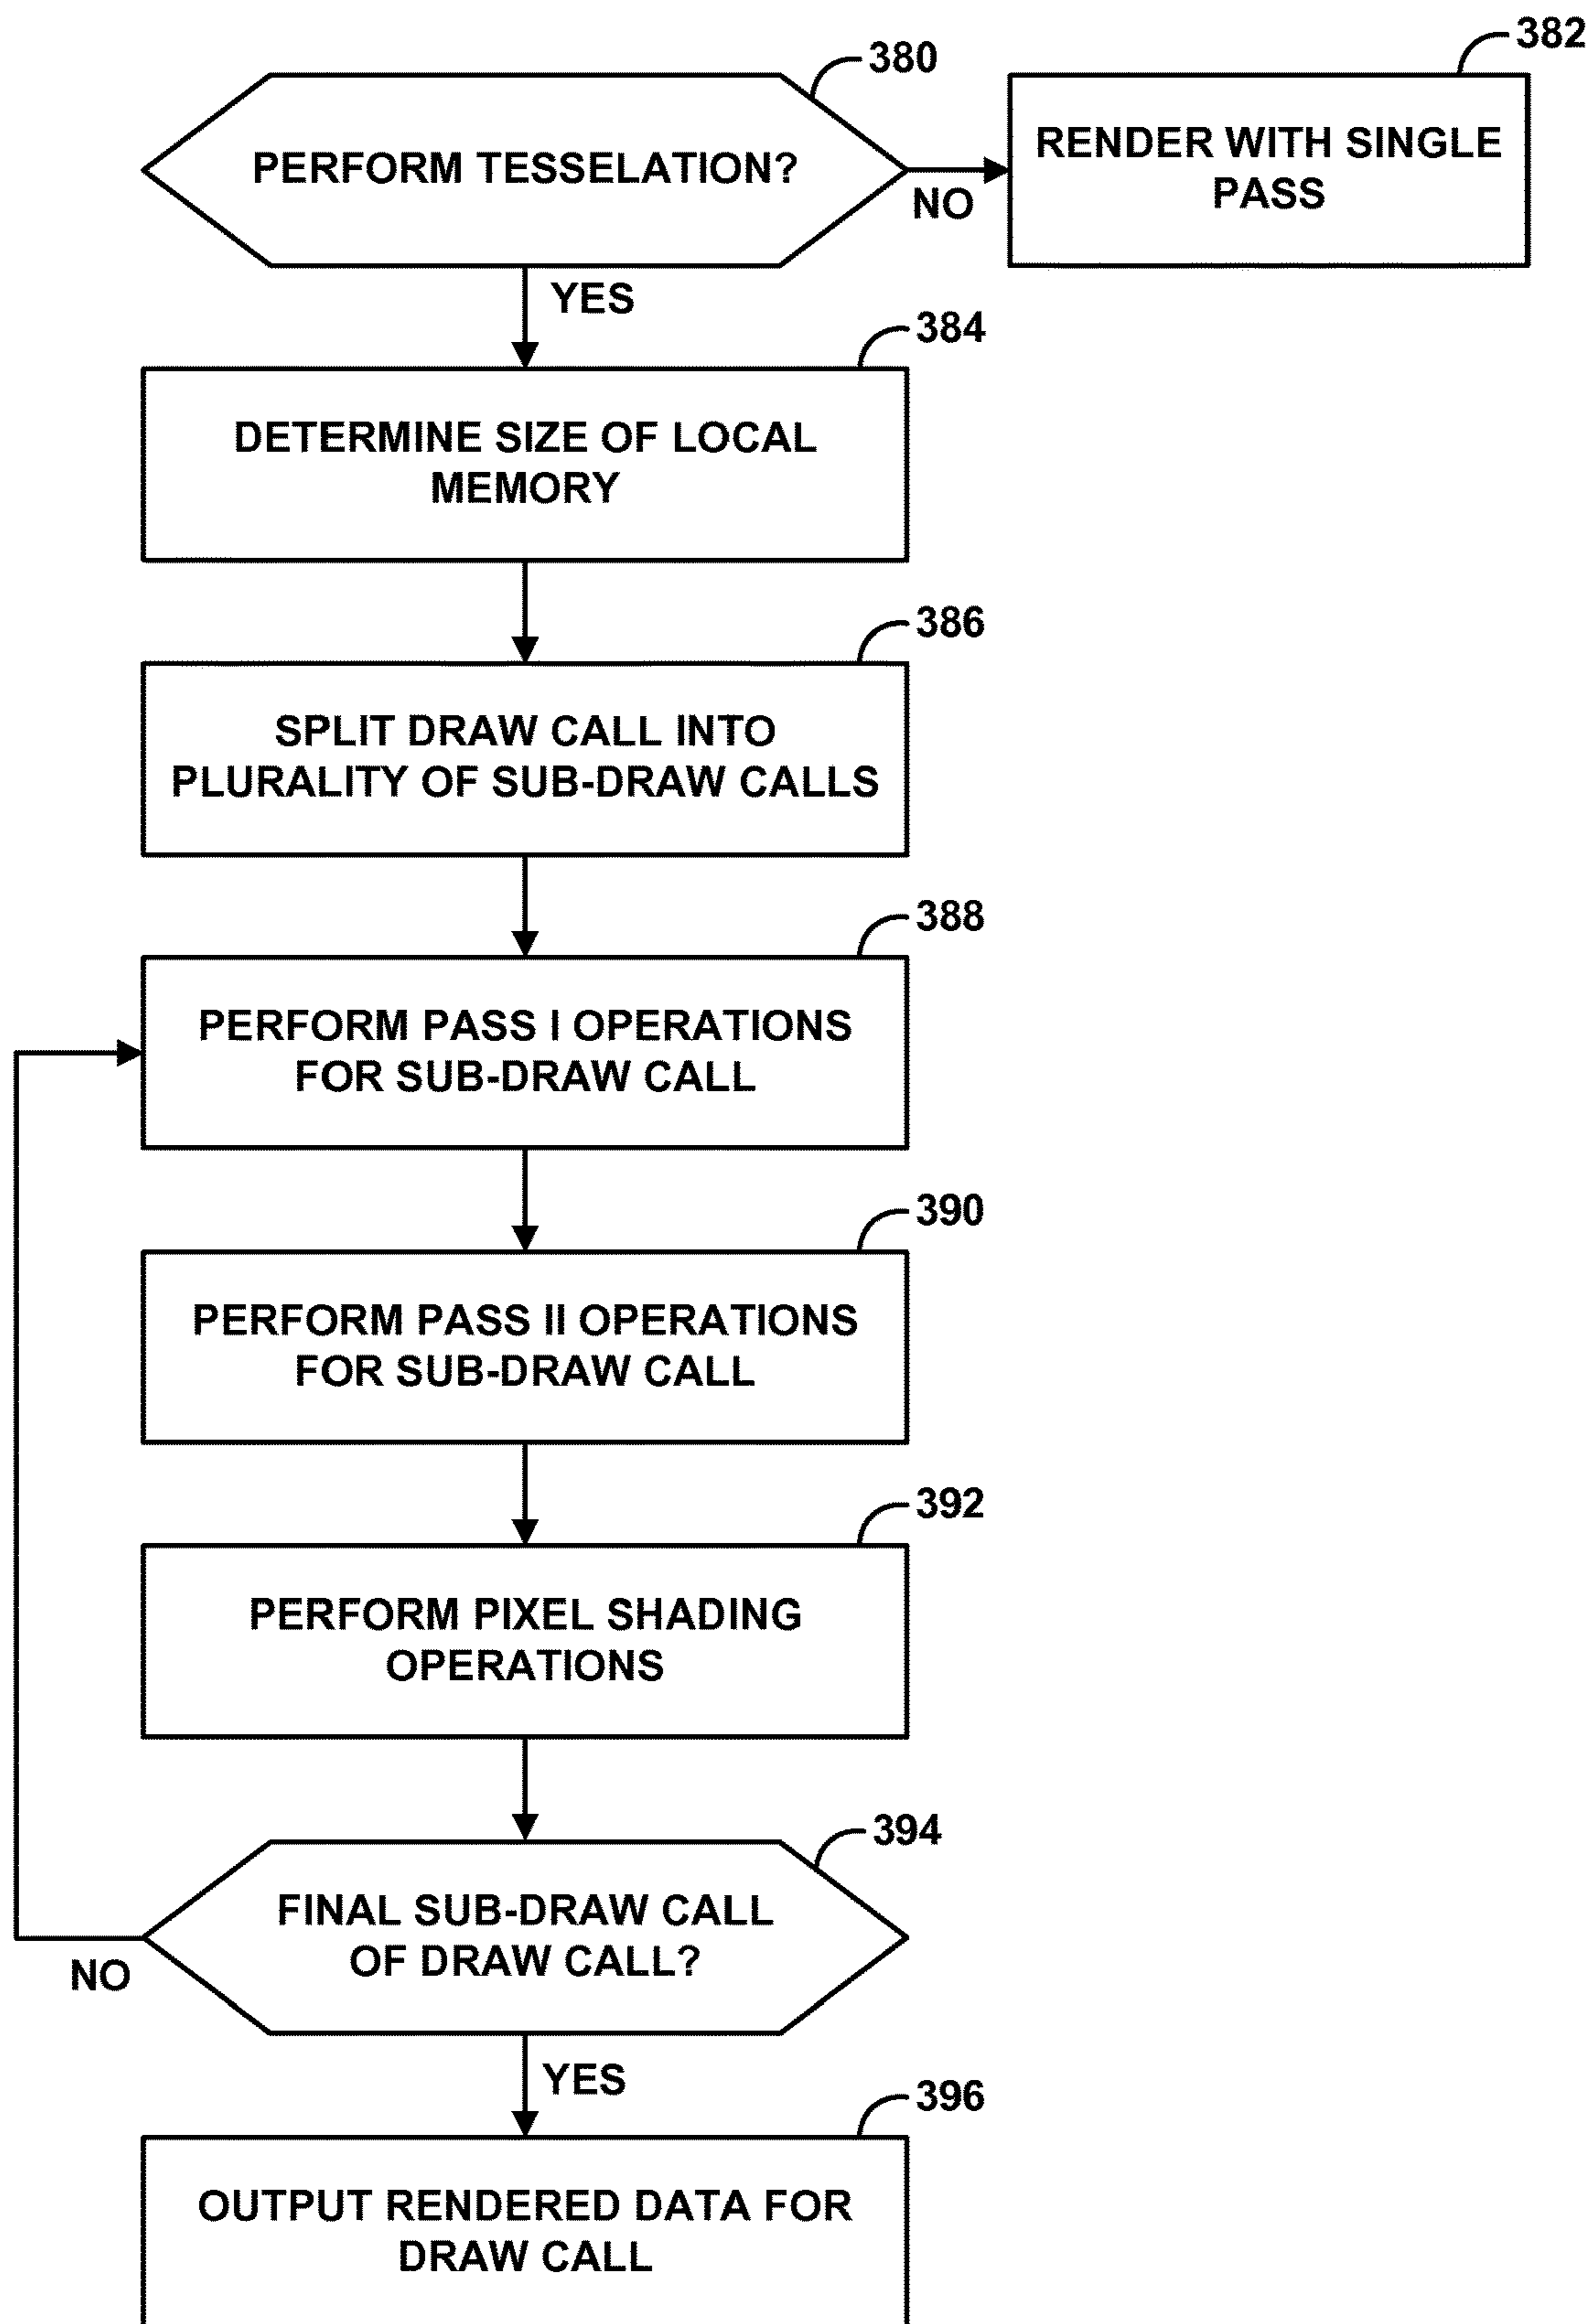 382
380
RENDER WITH SINGLE
PASS
PERFORM TESSELATION?
NO
YES
384
DETERMINE SIZE OF LOCAL
MEMORY
386
SPLIT DRAW CALL INTO
PLURALITY OF SUB-DRAW CALLS
388
PERFORM PASS I OPERATIONS
FOR SUB-DRAW CALL
390
PERFORM PASS II OPERATIONS
FOR SUB-DRAW CALL
392
PERFORM PIXEL SHADING
OPERATIONS
394
FINAL SUB-DRAW CALL
OF DRAW CALL?
NO
YES
396
OUTPUT RENDERED DATA FOR
DRAW CALL